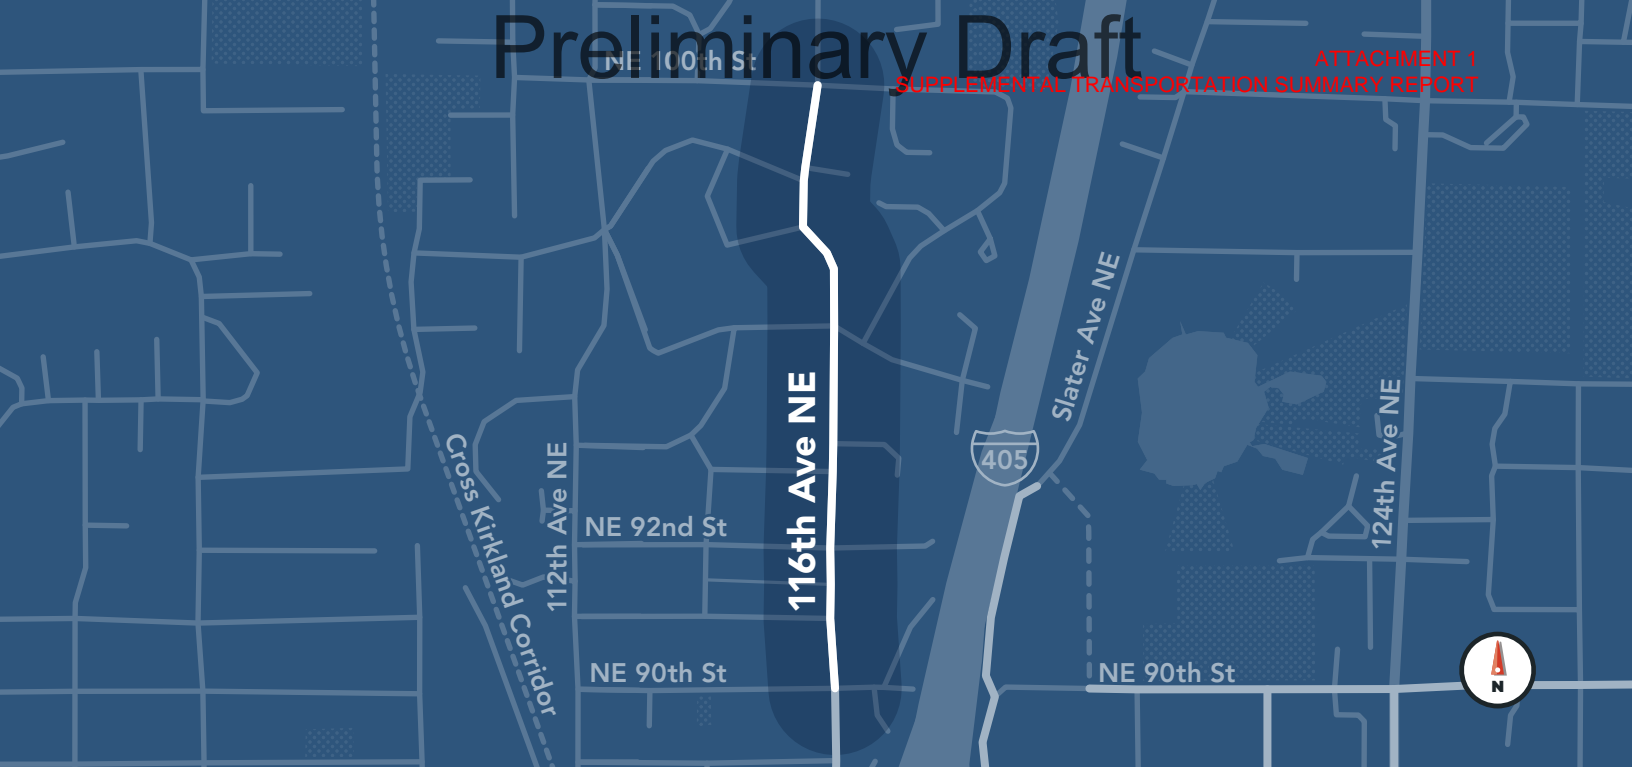 Preliminary Draft
NE 100th St
ATTACHMENT 1
SUPPLEMENTAL TRANSPORTATION SUMMARY REPORT
Slater Ave NE
116th Ave NE
124th Ave NE
Cross Kirkland Corridor
112th Ave NE
405
NE 92nd St
NE 90th St
NE 90th St
N